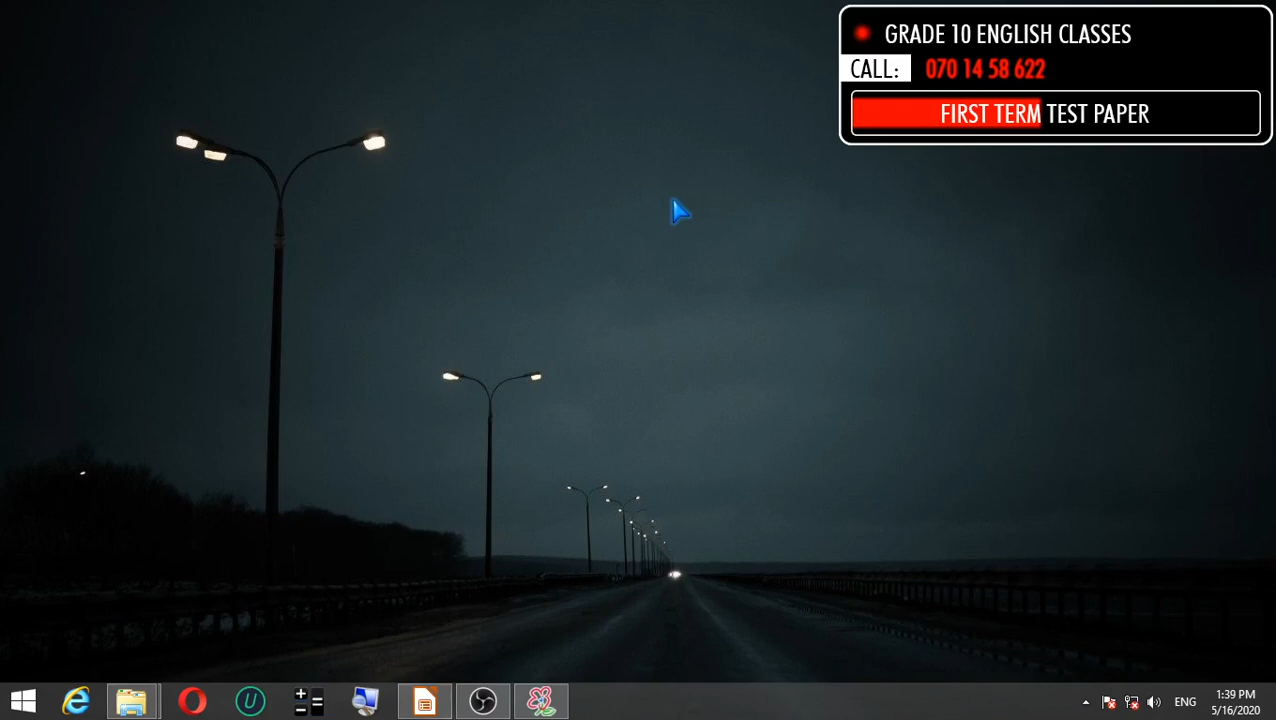 GRADE 10 ENGLISH CLASSES
CALL: 070 14 58 622
FIRST TERM TEST PAPER
ENG
1:39 PM
5/16/2020